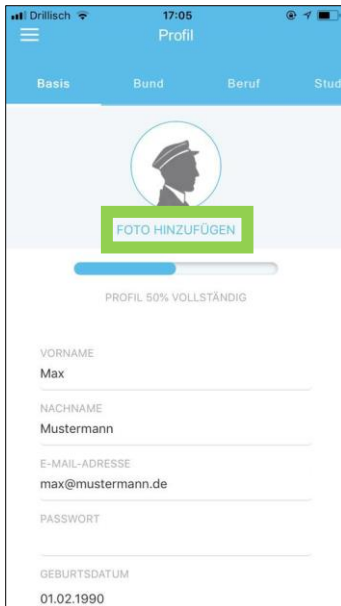 Drillisch
17:05
Profil
Basis
Bund
Beruf
Stud
FOTO HINZUFÜGEN
PROFIL 50% VOLLSTÄNDIG
VORNAME
Max
NACHNAME
Mustermann
E-MAIL-ADRESSE
max@mustermann.de
PASSWORT
GEBURTSDATUM
01.02.1990